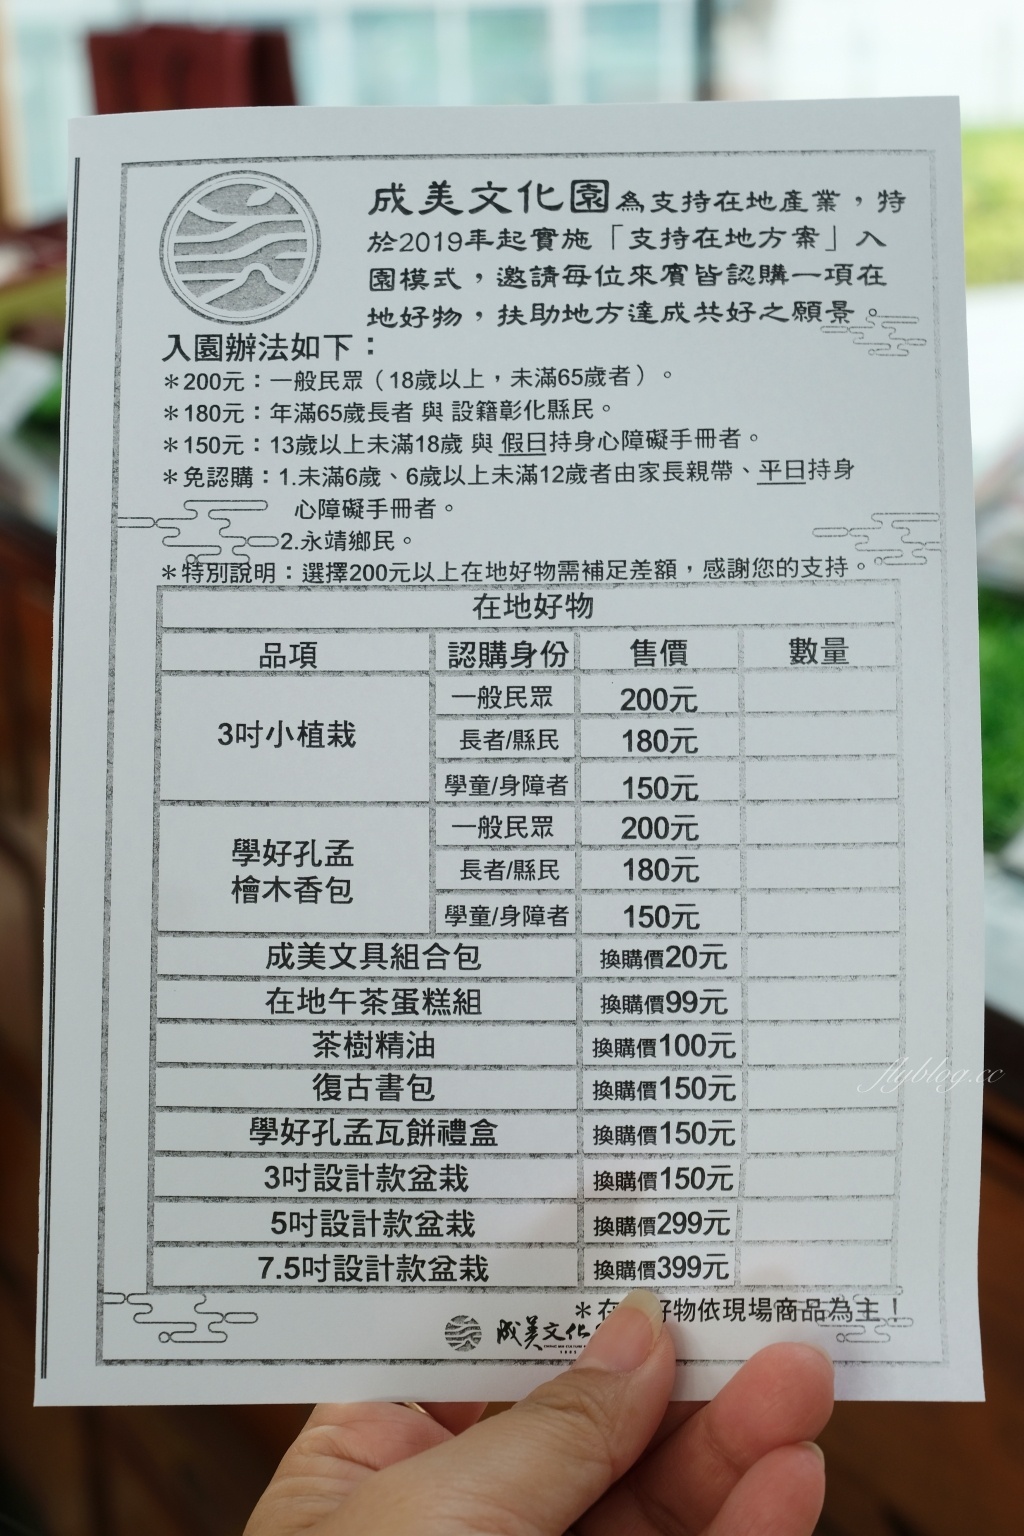 成美文化園為支持在地產業，特
於2019年起實施「支持在地方案」入
園模式，邀請每位來賓皆認購一項在
地好物，扶助地方達成共好之願景。
入園辦法如下：
＊200元：一般民眾（18歲以上，未滿65歲者）。
＊180元：年滿65歲長者 與 設籍彰化縣民。
＊150元：13歲以上未滿18歲 與 假日持身心障礙手冊者。
＊免認購：1.未滿6歲、6歲以上未滿12歲者由家長親帶、平日持身
心障礙手冊者。
2.永靖鄉民。
＊特別說明：選擇200元以上在地好物需補足差額，感謝您的支持。
在地好物
品項 認購身份 售價 數量
3吋小植栽
一般民眾 200元
長者/縣民 180元
學童/身障者 150元
學好孔孟
檜木香包
一般民眾 200元
長者/縣民 180元
學童/身障者 150元
成美文具組合包 換購價20元
在地午茶蛋糕組 換購價99元
茶樹精油 換購價100元
復古書包 換購價150元
學好孔孟瓦餅禮盒 換購價150元
3吋設計款盆栽 換購價150元
5吋設計款盆栽 換購價299元
7.5吋設計款盆栽 換購價399元
＊在 好物依現場商品為主！
成美文化
flyblog.cc